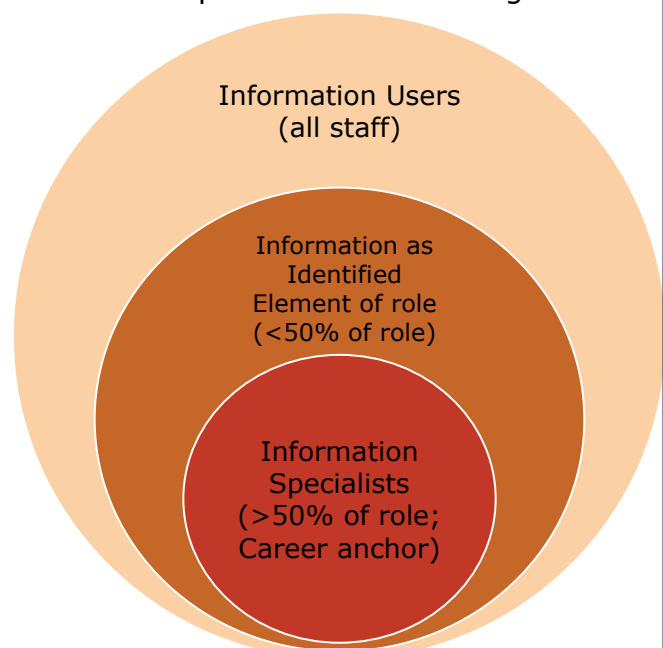 Information Users
(all staff)
Information as
Identified
Element of role
(<50% of role)
Information
Specialists
(>50% of role;
Career anchor)